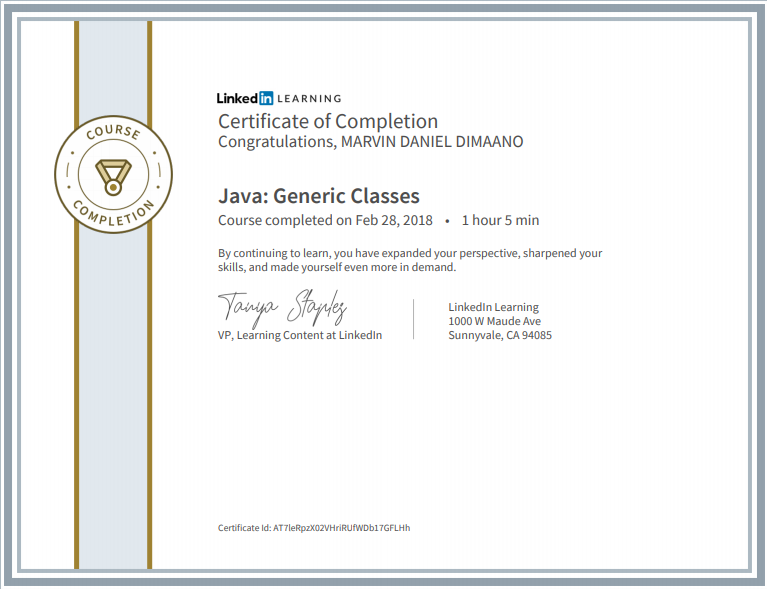 COURSE
COMPLETION
Linked in LEARNING
Certificate of Completion
Congratulations, MARVIN DANIEL DIMAANO
Java: Generic Classes
Course completed on Feb 28, 2018 • 1 hour 5 min
By continuing to learn, you have expanded your perspective, sharpened your
skills, and made yourself even more in demand.
Tanya Staples
VP, Learning Content at LinkedIn
LinkedIn Learning
1000 W Maude Ave
Sunnyvale, CA 94085
Certificate Id: AT7leRpzX02VHriRUfWDb17GFLHh